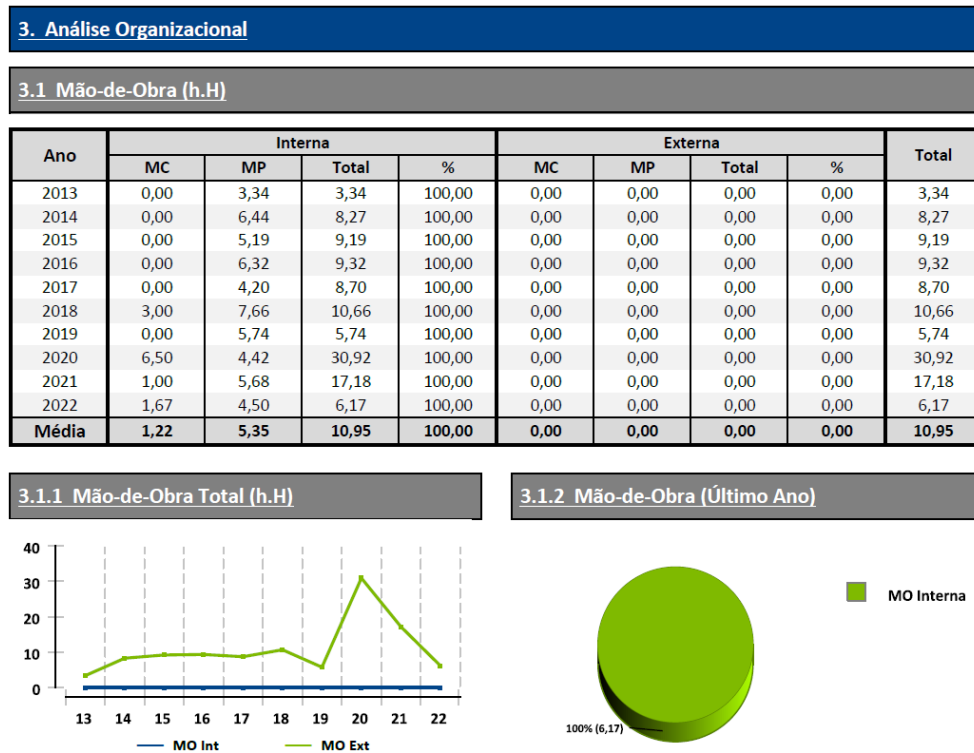 3. Análise Organizacional
3.1 Mão-de-Obra (h.H)
Ano Interna Externa Total
MC MP Total % MC MP Total %
2013 0,00 3,34 3,34 100,00 0,00 0,00 0,00 0,00 3,34
2014 0,00 6,44 8,27 100,00 0,00 0,00 0,00 0,00 8,27
2015 0,00 5,19 9,19 100,00 0,00 0,00 0,00 0,00 9,19
2016 0,00 6,32 9,32 100,00 0,00 0,00 0,00 0,00 9,32
2017 0,00 4,20 8,70 100,00 0,00 0,00 0,00 0,00 8,70
2018 3,00 7,66 10,66 100,00 0,00 0,00 0,00 0,00 10,66
2019 0,00 5,74 5,74 100,00 0,00 0,00 0,00 0,00 5,74
2020 6,50 4,42 30,92 100,00 0,00 0,00 0,00 0,00 30,92
2021 1,00 5,68 17,18 100,00 0,00 0,00 0,00 0,00 17,18
2022 1,67 4,50 6,17 100,00 0,00 0,00 0,00 0,00 6,17
Média 1,22 5,35 10,95 100,00 0,00 0,00 0,00 0,00 10,95
3.1.1 Mão-de-Obra Total (h.H)
40
30
20
10
0
13 14 15 16 17 18 19 20 21 22
MO Int MO Ext
3.1.2 Mão-de-Obra (Último Ano)
MO Interna
100% (6,17)